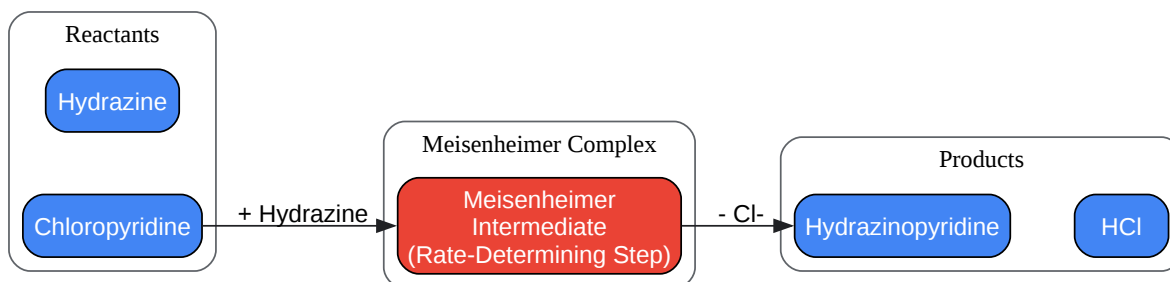 Reactants
Hydrazine
Chloropyridine
+ Hydrazine
Meisenheimer Complex
Meisenheimer
Intermediate
(Rate-Determining Step)
- Cl-
Products
Hydrazinopyridine
HCl